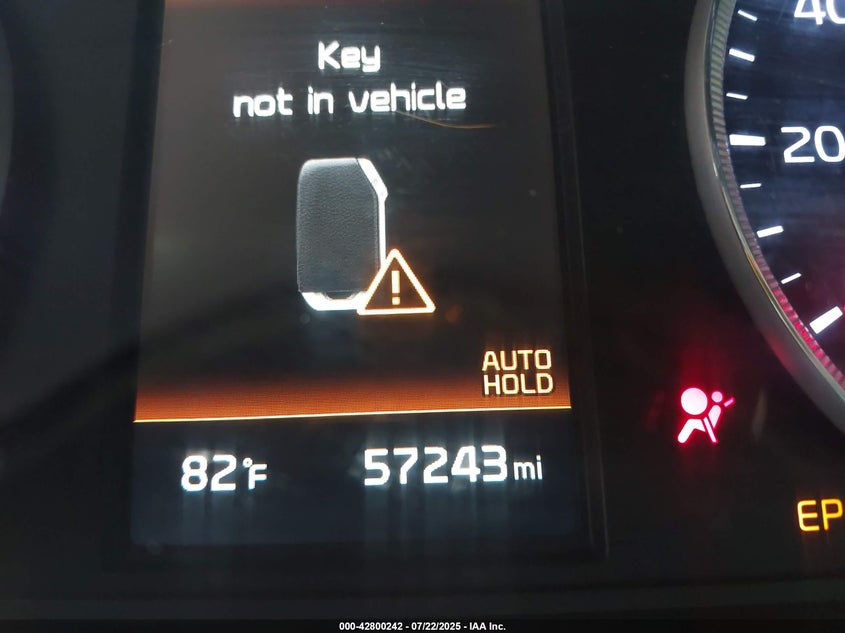 Key
not in vehicle
40
20
AUTO
HOLD
82°F
57243 mi
EP
000-42800242 - 07/22/2025 - IAA Inc.